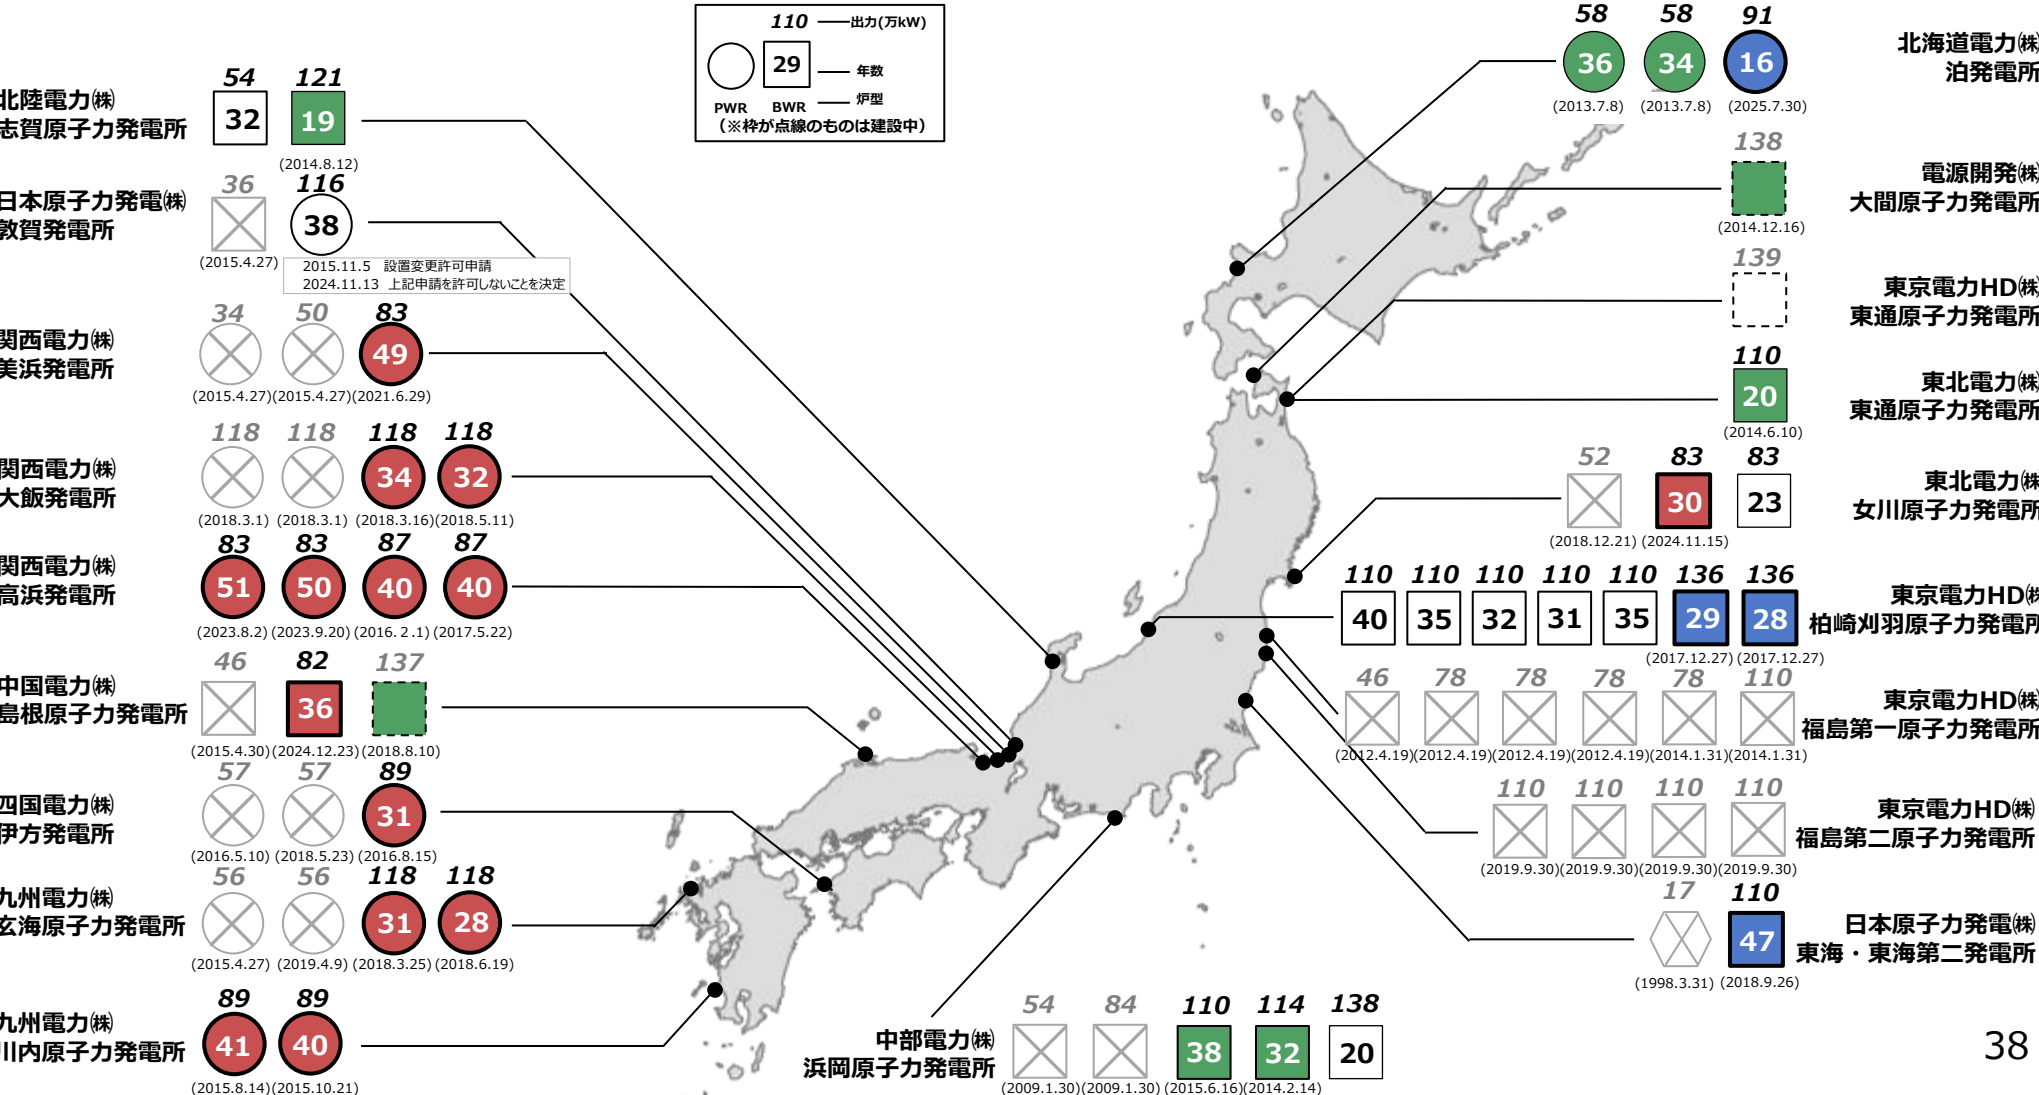 110 出力(万kW)
29 年数
PWR BWR 炉型
(※枠が点線のものは建設中)
54 121
北陸電力㈱
志賀原子力発電所
32 19
(2014.8.12)
36 116
日本原子力発電㈱
敦賀発電所
38
(2015.4.27)
2015.11.5 設置変更許可申請
2024.11.13 上記申請を許可しないことを決定
34 50 83
関西電力㈱
美浜発電所
49
(2015.4.27)(2015.4.27)(2021.6.29)
118 118 118 118
関西電力㈱
大飯発電所
34 32
(2018.3.1) (2018.3.1) (2018.3.16)(2018.5.11)
83 83 87 87
関西電力㈱
高浜発電所
51 50 40 40
(2023.8.2) (2023.9.20) (2016.2.1) (2017.5.22)
46 82 137
中国電力㈱
島根原子力発電所
36
(2015.4.30)(2024.12.23)(2018.8.10)
57 57 89
四国電力㈱
伊方発電所
31
(2016.5.10) (2018.5.23) (2016.8.15)
56 56 118 118
九州電力㈱
玄海原子力発電所
31 28
(2015.4.27) (2019.4.9) (2018.3.25) (2018.6.19)
89 89
九州電力㈱
川内原子力発電所
41 40
(2015.8.14)(2015.10.21)
58 58 91
北海道電力㈱
泊発電所
36 34 16
(2013.7.8) (2013.7.8) (2025.7.30)
138
電源開発㈱
大間原子力発電所
(2014.12.16)
139
東京電力HD㈱
東通原子力発電所
110
東北電力㈱
東通原子力発電所
20
(2014.6.10)
52 83 83
東北電力㈱
女川原子力発電所
30 23
(2018.12.21) (2024.11.15)
110 110 110 110 110 136 136
東京電力HD㈱
柏崎刈羽原子力発電所
40 35 32 31 35 29 28
(2017.12.27) (2017.12.27)
46 78 78 78 78 110
東京電力HD㈱
福島第一原子力発電所
(2012.4.19)(2012.4.19)(2012.4.19)(2012.4.19)(2014.1.31)(2014.1.31)
110 110 110 110
東京電力HD㈱
福島第二原子力発電所
(2019.9.30)(2019.9.30)(2019.9.30)(2019.9.30)
17 110
日本原子力発電㈱
東海・東海第二発電所
47
(1998.3.31) (2018.9.26)
54 84 110 114 138
中部電力㈱
浜岡原子力発電所
38 32 20
(2009.1.30)(2009.1.30) (2015.6.16)(2014.2.14)
38